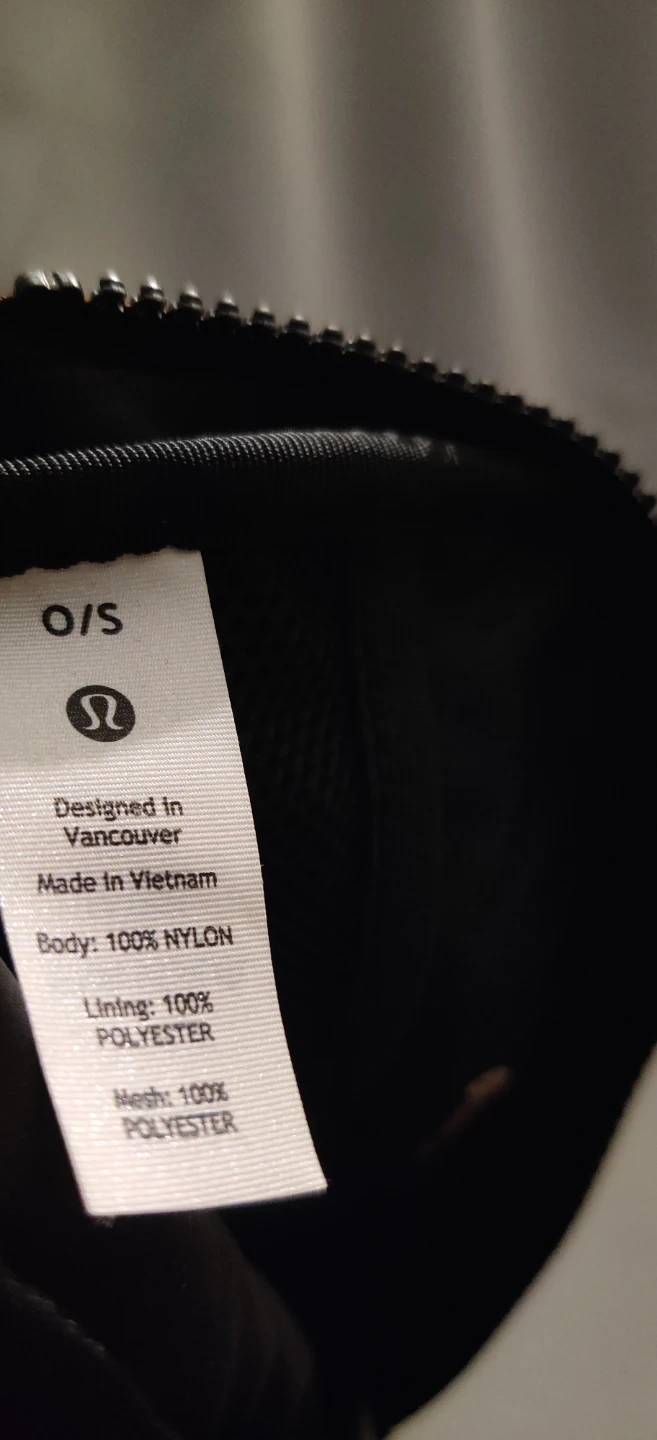 O/S
Designed in
Vancouver
Made in Vietnam
Body: 100% NYLON
Lining: 100%
POLYESTER
Mesh: 100%
POLYESTER